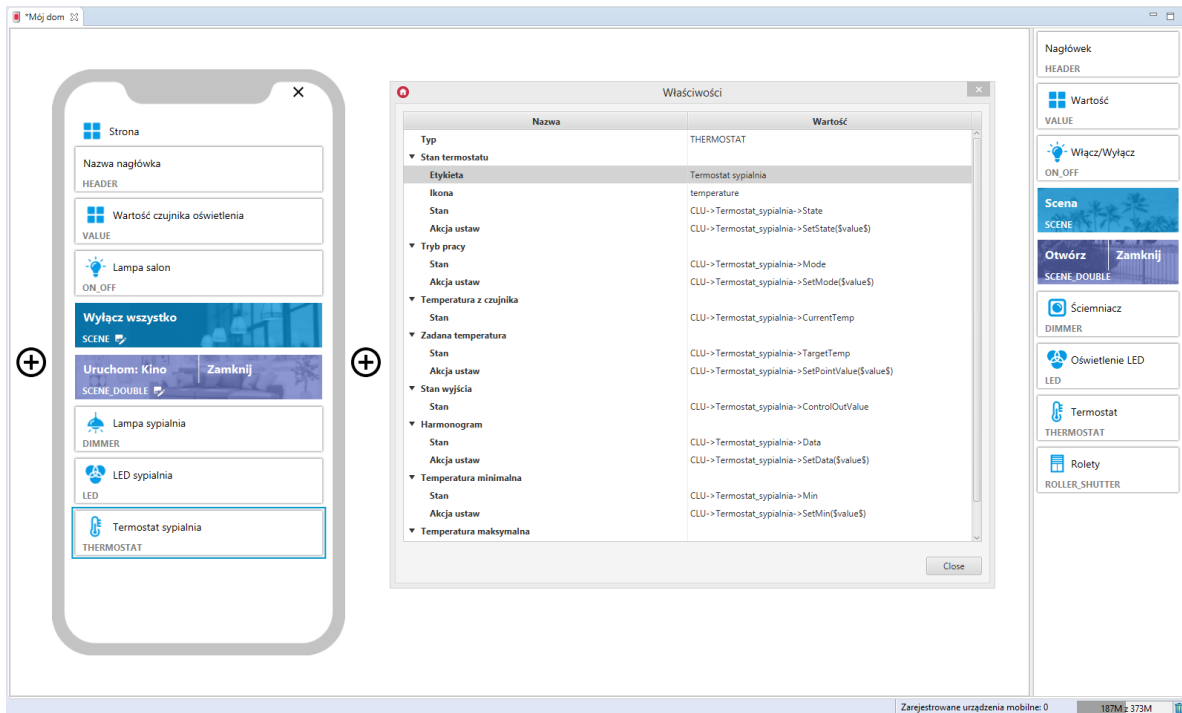 *Mój dom
Strona
Nazwa nagłówka
HEADER
Wartość czujnika oświetlenia
VALUE
Lampa salon
ON_OFF
Wyłącz wszystko
SCENE
Uruchom: Kino Zamknij
SCENE_DOUBLE
Lampa sypialnia
DIMMER
LED sypialnia
LED
Termostat sypialnia
THERMOSTAT
Właściwości
Nazwa Wartość
Typ THERMOSTAT
Stan termostatu
Etykieta Termostat sypialnia
Ikona temperature
Stan CLU->Termostat_sypialnia->State
Akcja ustaw CLU->Termostat_sypialnia->SetState($value$)
Tryb pracy
Stan CLU->Termostat_sypialnia->Mode
Akcja ustaw CLU->Termostat_sypialnia->SetMode($value$)
Temperatura z czujnika
Stan CLU->Termostat_sypialnia->CurrentTemp
Zadana temperatura
Stan CLU->Termostat_sypialnia->TargetTemp
Akcja ustaw CLU->Termostat_sypialnia->SetPointValue($value$)
Stan wyjścia
Stan CLU->Termostat_sypialnia->ControlOutValue
Harmonogram
Stan CLU->Termostat_sypialnia->Data
Akcja ustaw CLU->Termostat_sypialnia->SetData($value$)
Temperatura minimalna
Stan CLU->Termostat_sypialnia->Min
Akcja ustaw CLU->Termostat_sypialnia->SetMin($value$)
Temperatura maksymalna
Close
Nagłówek
HEADER
Wartość
VALUE
Włącz/Wyłącz
ON_OFF
Scena
SCENE
Otwórz Zamknij
SCENE_DOUBLE
Ściemniacz
DIMMER
Oświetlenie LED
LED
Termostat
THERMOSTAT
Rolety
ROLLER_SHUTTER
Zarejestrowane urządzenia mobilne: 0 187M z 373M